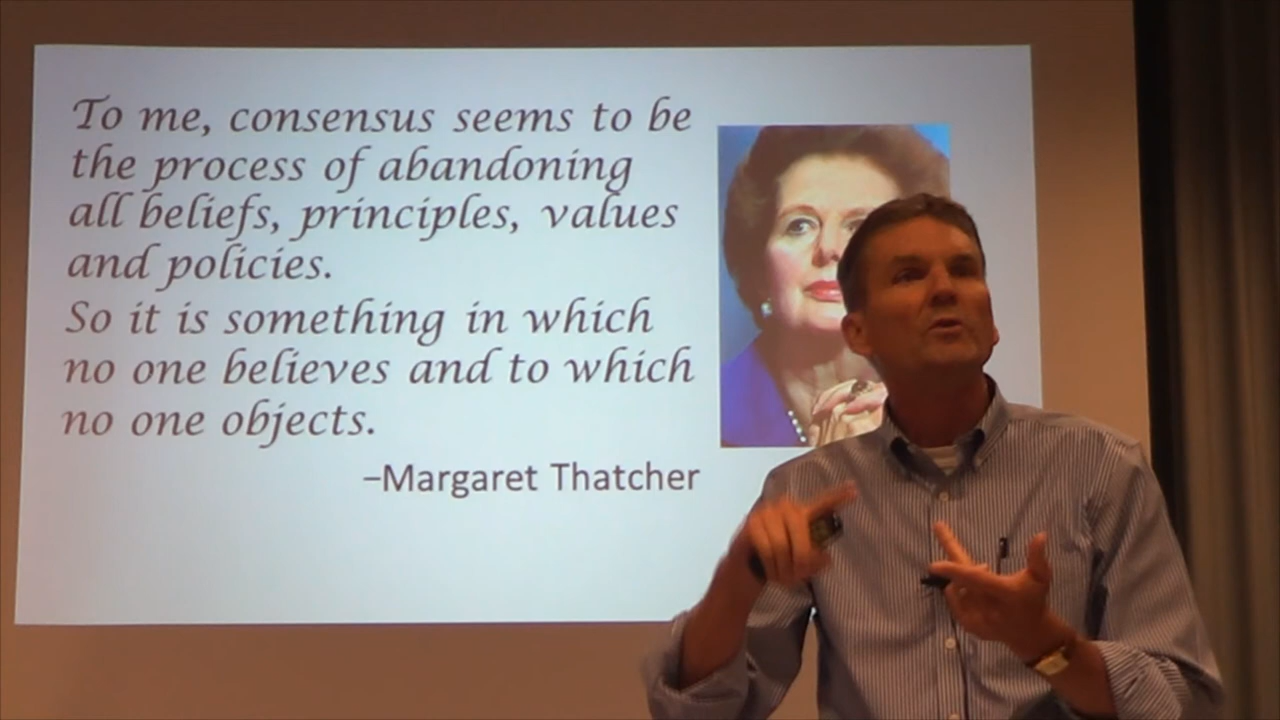 To me, consensus seems to be
the process of abandoning
all beliefs, principles, values
and policies.
So it is something in which
no one believes and to which
no one objects.
–Margaret Thatcher